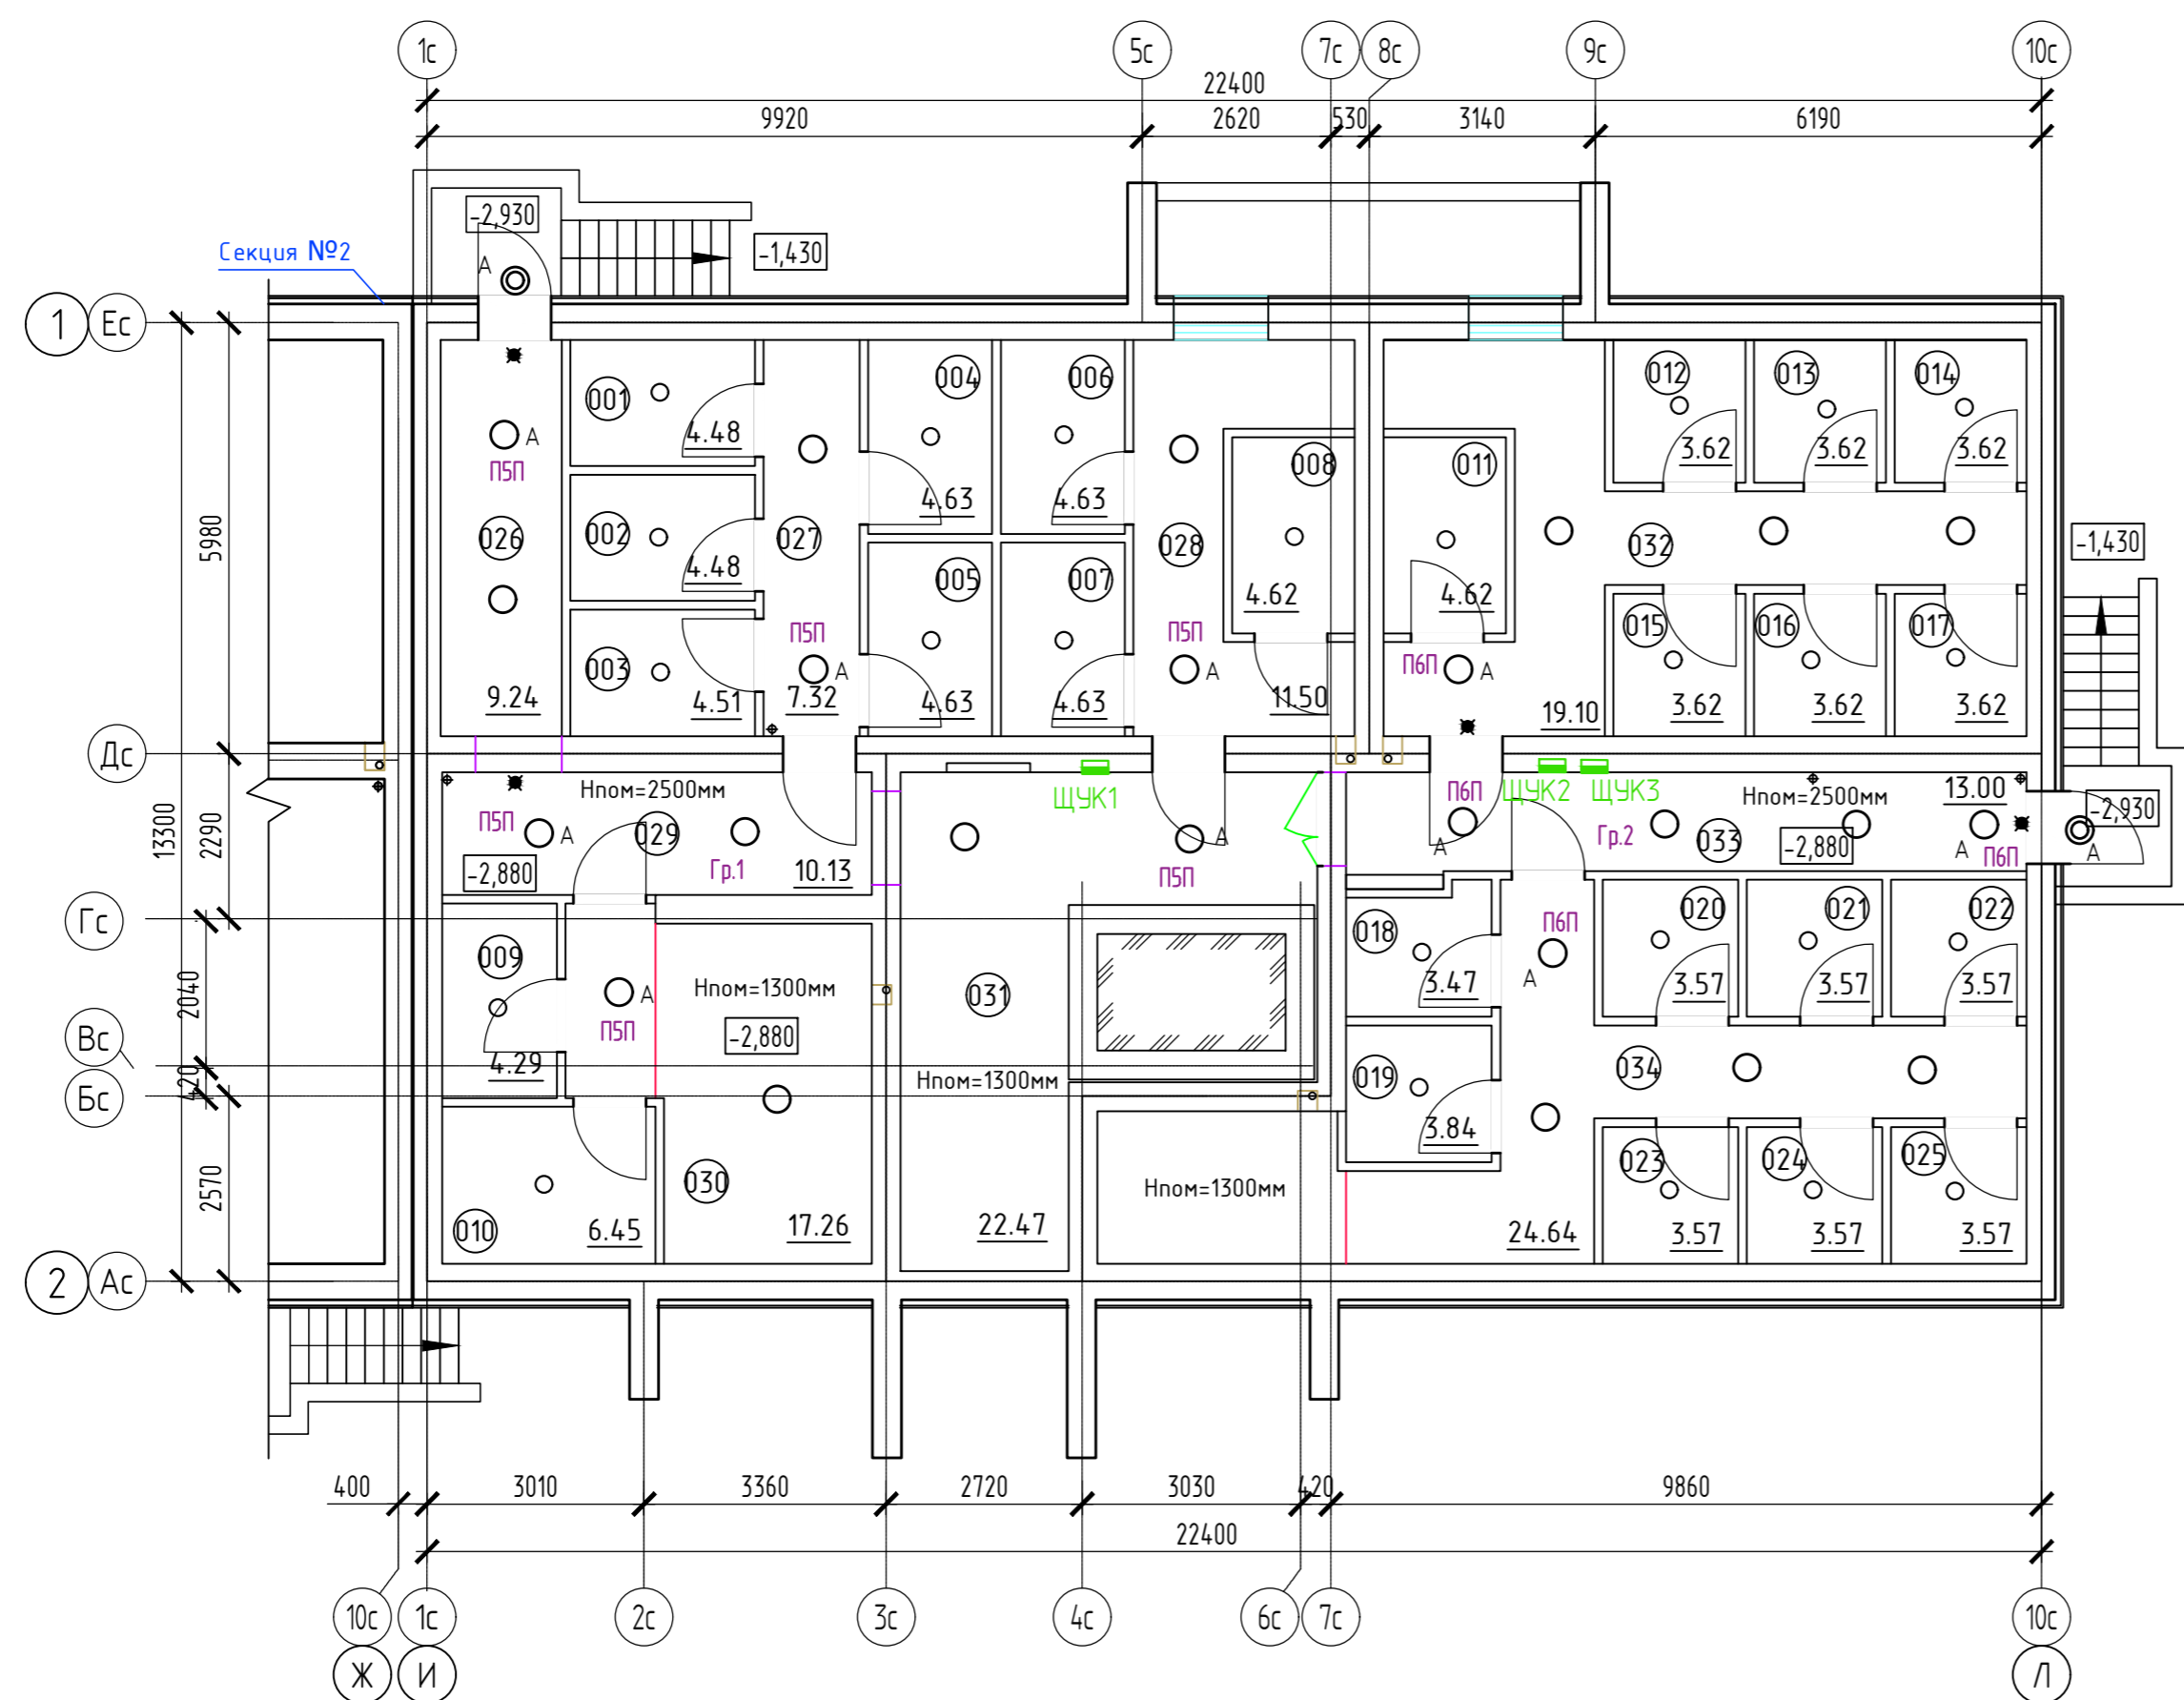 1с 5с 7с 8с 9с 10с
22400
9920 2620 530 3140 6190
-2,930
Секция №2
-1,430
А
1 Ес
001 004 006 012 013 014
4.48 3.62 3.62 3.62
А
П5П
008 011
4.63 4.63
026 002 027 028 032
-1,430
5980
4.48 005 007 4.62 4.62
015 016 017
П5П П5П
003 П6П
А А А
9.24 4.51 7.32 4.63 4.63 11.50 19.10 3.62 3.62 3.62
Дс
Нпом=2500мм ЩУК1 П6П ЩУК2 ЩУК3 Нпом=2500мм 13.00
-2,930
П5П
А 029 А А Гр.2 033 -2,880 А П6П А
13300
2290
-2,880 Гр.1 10.13 П5П
Гс
018 П6П 020 021 022
009
Нпом=1300мм 031 3.47 А 3.57 3.57 3.57
А
2040
П5П -2,880
Вс
4.29 Нпом=1300мм 019 034
420
Бс
3.84
023 024 025
2570
030 Нпом=1300мм
010 6.45 17.26 22.47 24.64 3.57 3.57 3.57
2 Ас
400 3010 3360 2720 3030 420 9860
22400
10с 1с 2с 3с 4с 6с 7с 10с
Ж И Л